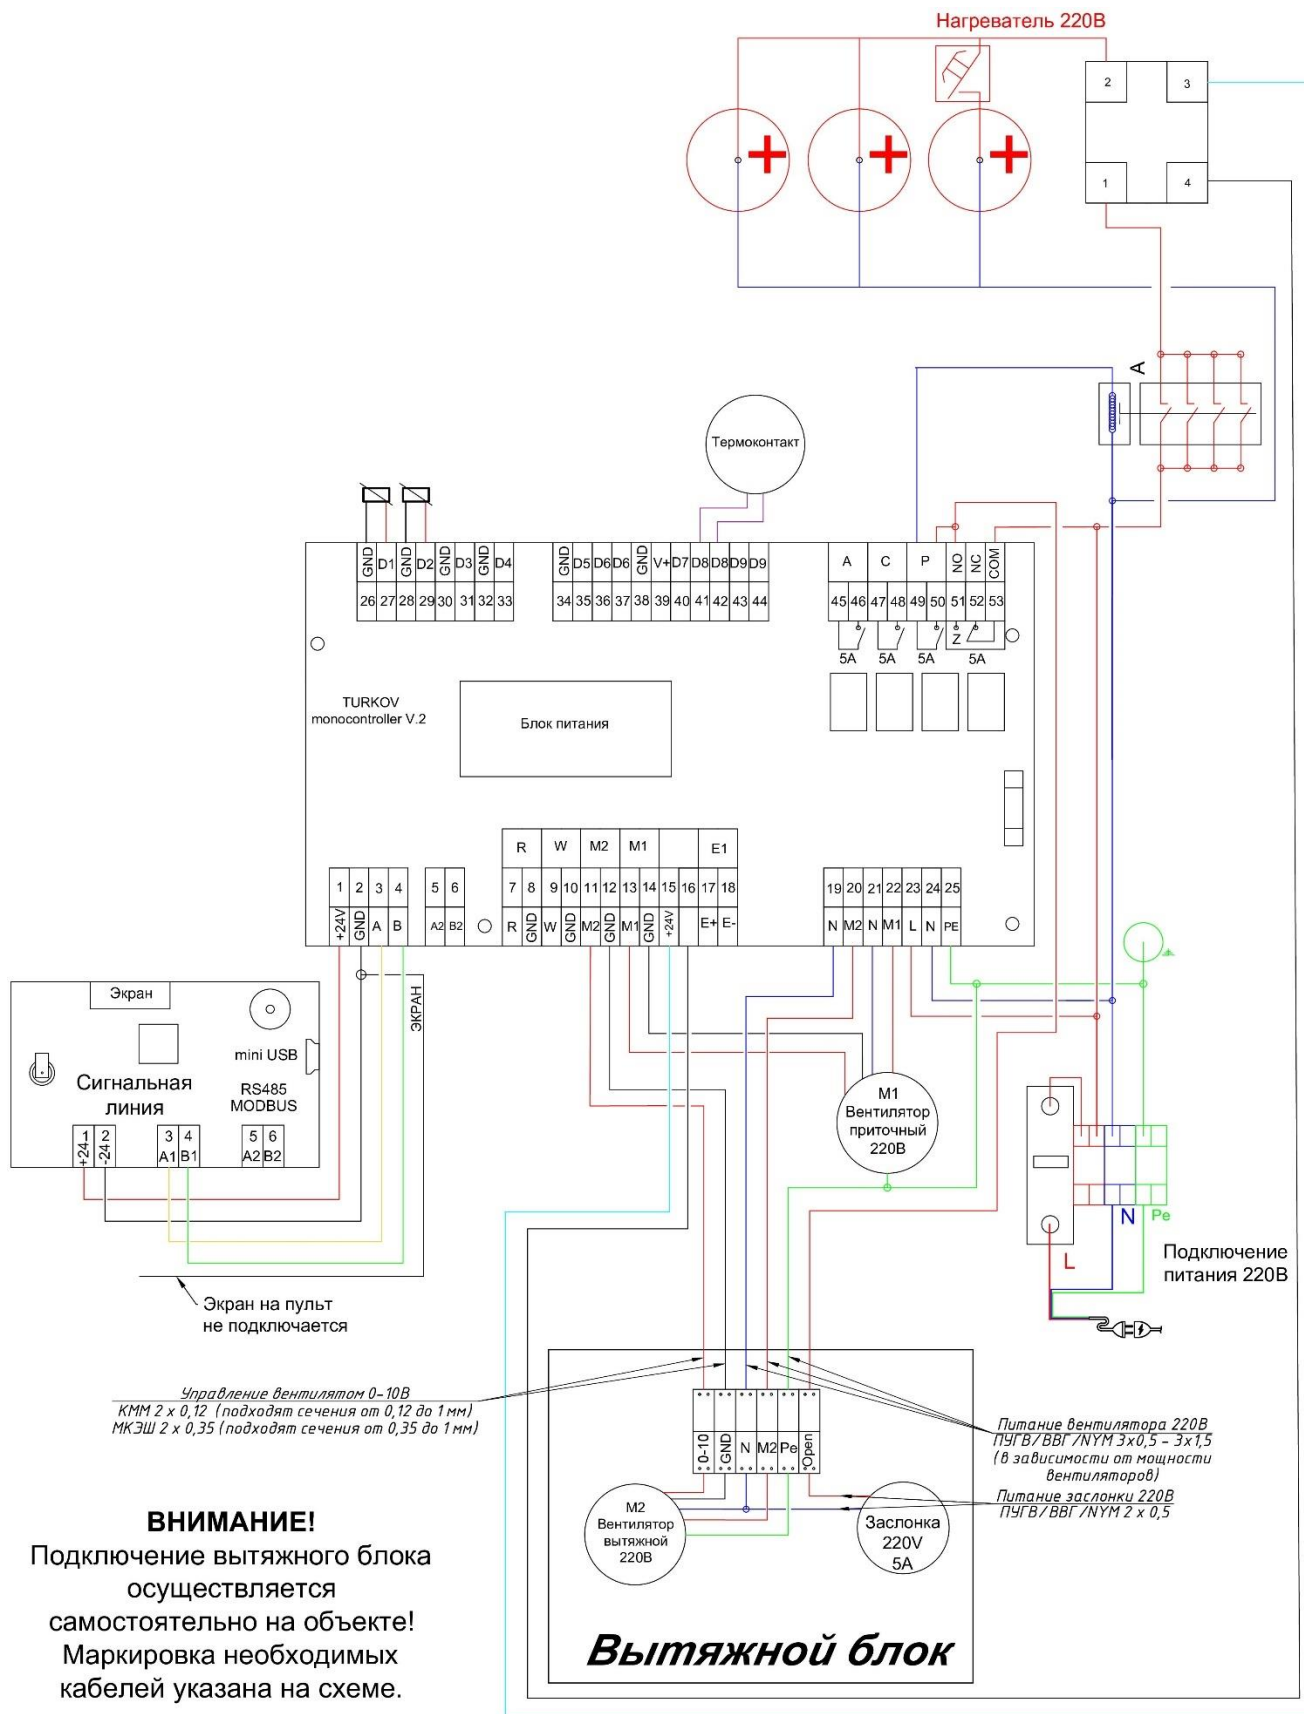 Нагреватель 220В
2
3
1
4
A
Термоконтакт
GND D1 GND D2 GND D3 GND D4
26 27 28 29 30 31 32 33
GND D5 D6 D6 GND V+ D7 D8 D8 D9 D9
34 35 36 37 38 39 40 41 42 43 44
A C P NO NC COM
45 46 47 48 49 50 51 52 53
Z
5A 5A 5A 5A
TURKOV
monocontroller V.2
Блок питания
R W M2 M1 E1
1 2 3 4
+24V GND A B
5 6
A2 B2
7 8 9 10 11 12 13 14 15 16 17 18
R GND W GND M2 GND M1 GND +24V E+ E-
19 20 21 22 23 24 25
N M2 N M1 L N PE
ЭКРАН
Экран
mini USB
Сигнальная
линия
RS485
MODBUS
1 2
+24 -24
3 4
A1 B1
5 6
A2 B2
M1
Вентилятор
приточный
220В
L
N
Pe
Подключение
питания 220В
Экран на пульт
не подключается
Управление вентилятом 0-10В
КММ 2 х 0,12 (подходят сечения от 0,12 до 1 мм)
МКЭШ 2 х 0,35 (подходят сечения от 0,35 до 1 мм)
0-10 GND N M2 Pe Open
Питание вентилятора 220В
ПУГВ/ВВГ/NYM 3х0,5 - 3х1,5
(в зависимости от мощности
вентиляторов)
Питание заслонки 220В
ПУГВ/ВВГ/NYM 2 х 0,5
M2
Вентилятор
вытяжной
220В
Заслонка
220V
5A
Вытяжной блок
ВНИМАНИЕ!
Подключение вытяжного блока
осуществляется
самостоятельно на объекте!
Маркировка необходимых
кабелей указана на схеме.